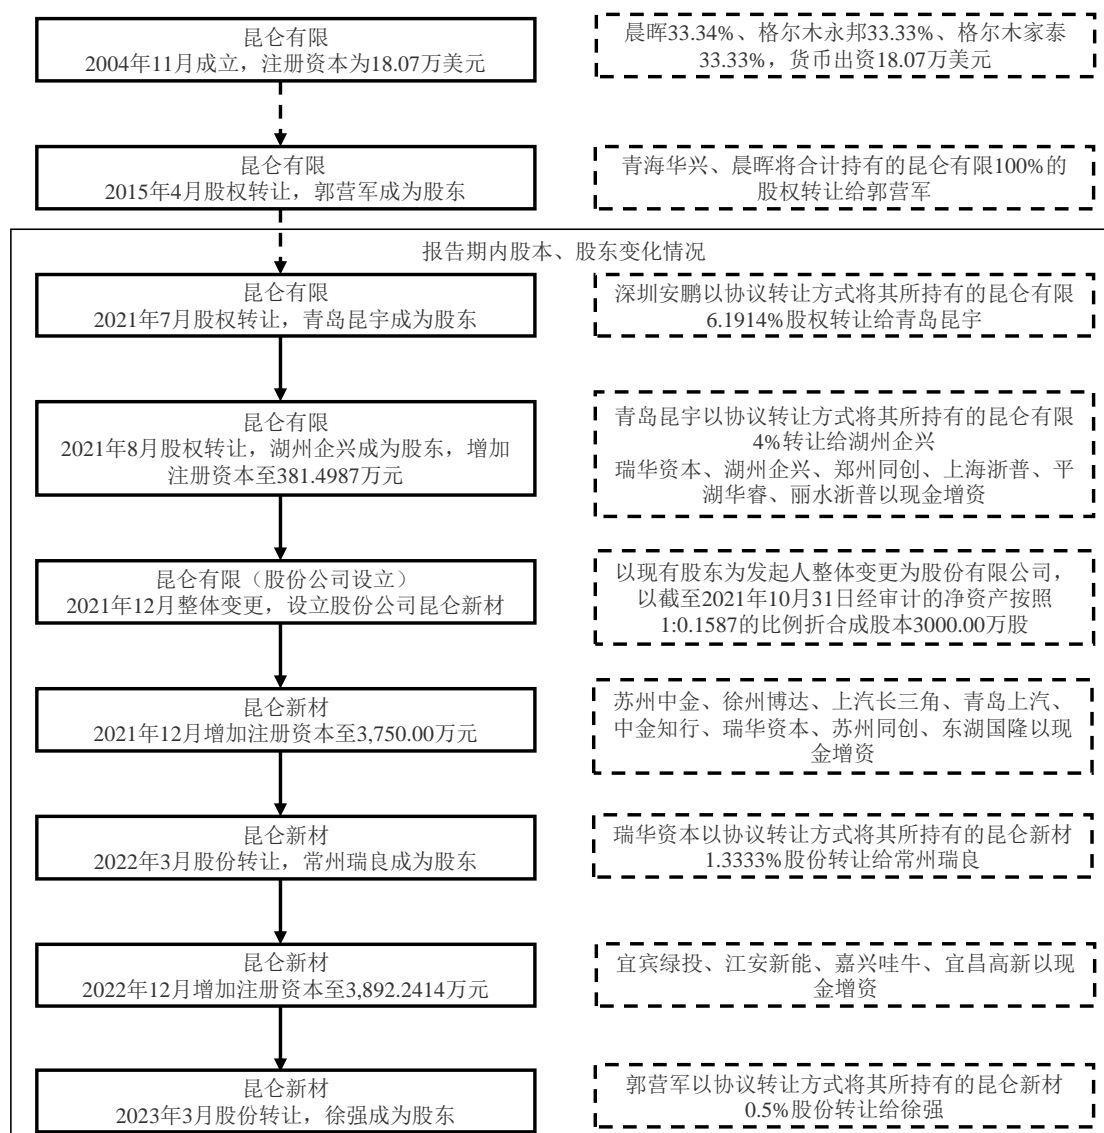 昆仑有限
2004年11月成立，注册资本为18.07万美元
晨晖33.34%、格尔木永邦33.33%、格尔木家泰
33.33%，货币出资18.07万美元
昆仑有限
2015年4月股权转让，郭营军成为股东
青海华兴、晨晖将合计持有的昆仑有限100%的
股权转让给郭营军
报告期内股本、股东变化情况
昆仑有限
2021年7月股权转让，青岛昆宇成为股东
深圳安鹏以协议转让方式将其所持有的昆仑有限
6.1914%股权转让给青岛昆宇
昆仑有限
2021年8月股权转让，湖州企兴成为股东，增加
注册资本至381.4987万元
青岛昆宇以协议转让方式将其所持有的昆仑有限
4%转让给湖州企兴
瑞华资本、湖州企兴、郑州同创、上海浙普、平
湖华睿、丽水浙普以现金增资
昆仑有限（股份公司设立）
2021年12月整体变更，设立股份公司昆仑新材
以现有股东为发起人整体变更为股份有限公司，
以截至2021年10月31日经审计的净资产按照
1:0.1587的比例折合成股本3000.00万股
昆仑新材
2021年12月增加注册资本至3,750.00万元
苏州中金、徐州博达、上汽长三角、青岛上汽、
中金知行、瑞华资本、苏州同创、东湖国隆以现
金增资
昆仑新材
2022年3月股份转让，常州瑞良成为股东
瑞华资本以协议转让方式将其所持有的昆仑新材
1.3333%股份转让给常州瑞良
昆仑新材
2022年12月增加注册资本至3,892.2414万元
宜宾绿投、江安新能、嘉兴哇牛、宜昌高新以现
金增资
昆仑新材
2023年3月股份转让，徐强成为股东
郭营军以协议转让方式将其所持有的昆仑新材
0.5%股份转让给徐强